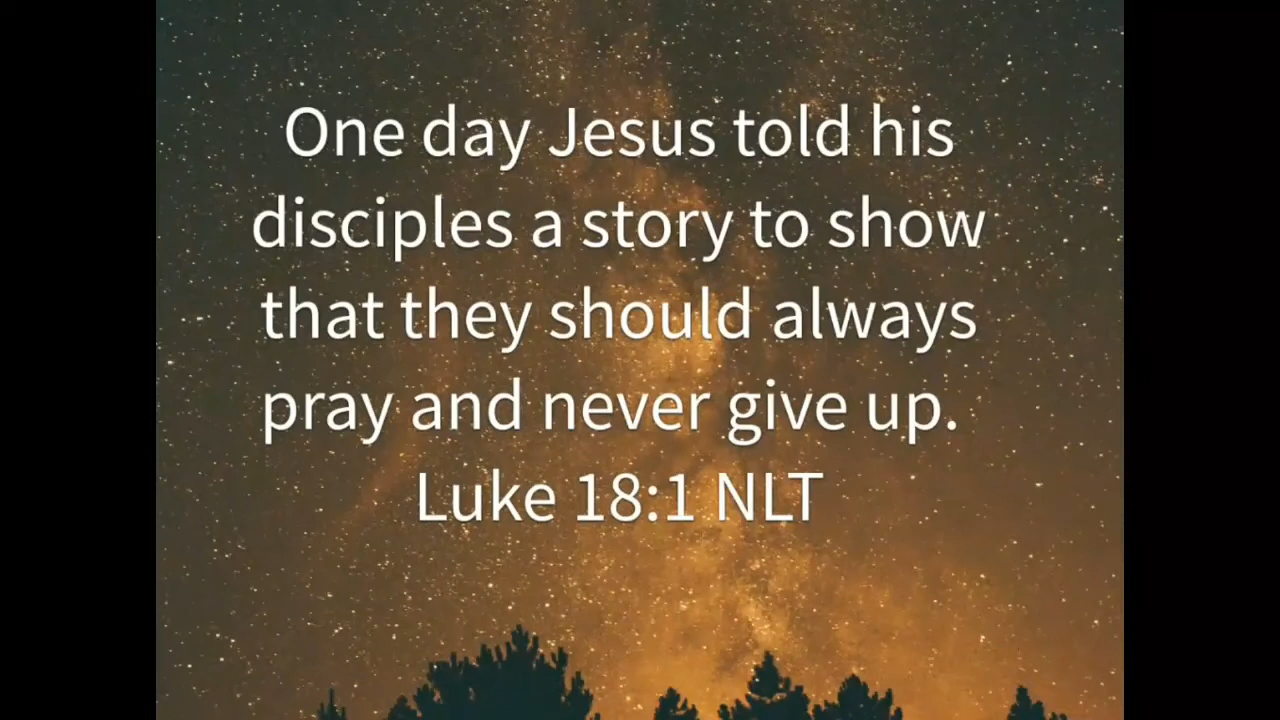 One day Jesus told his
disciples a story to show
that they should always
pray and never give up.
Luke 18:1 NLT